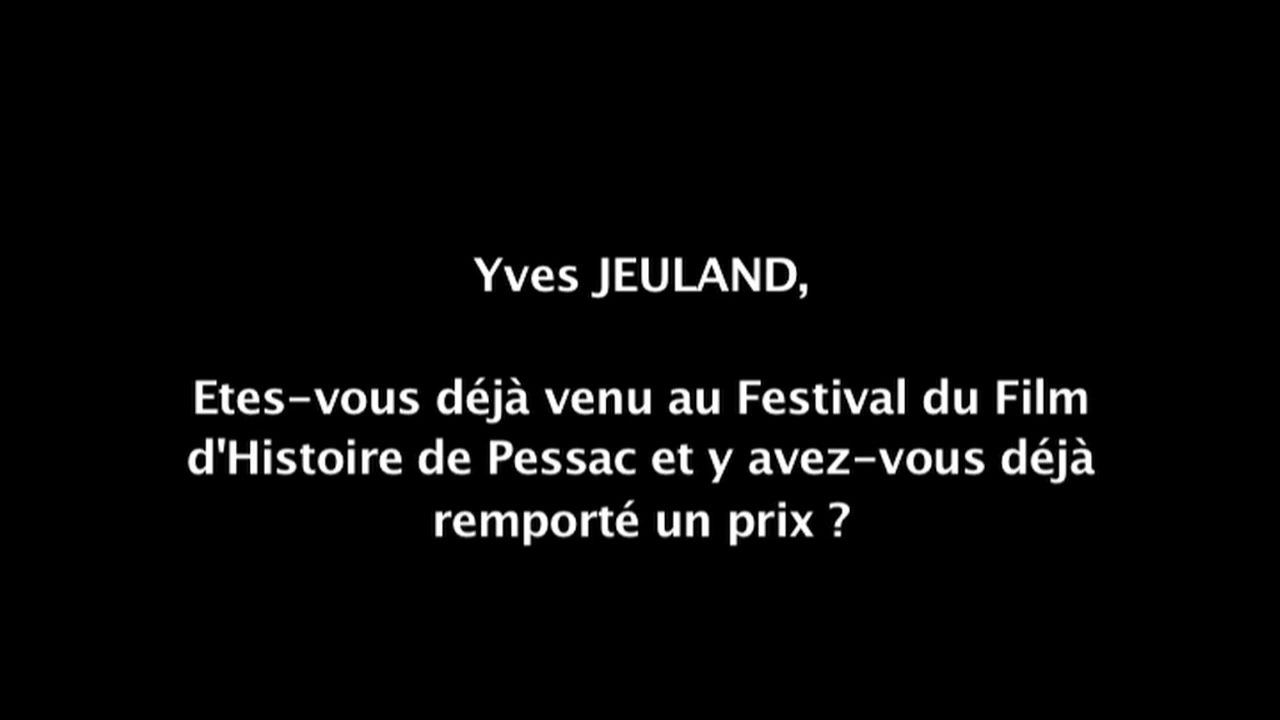 Yves JEULAND,
Etes-vous déjà venu au Festival du Film
d'Histoire de Pessac et y avez-vous déjà
remporté un prix ?